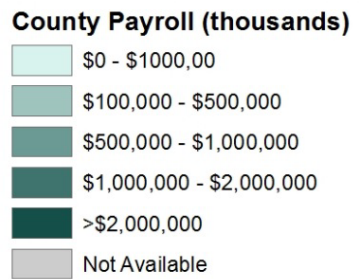 County Payroll (thousands)
$0 - $1000,00
$100,000 - $500,000
$500,000 - $1,000,000
$1,000,000 - $2,000,000
>$2,000,000
Not Available